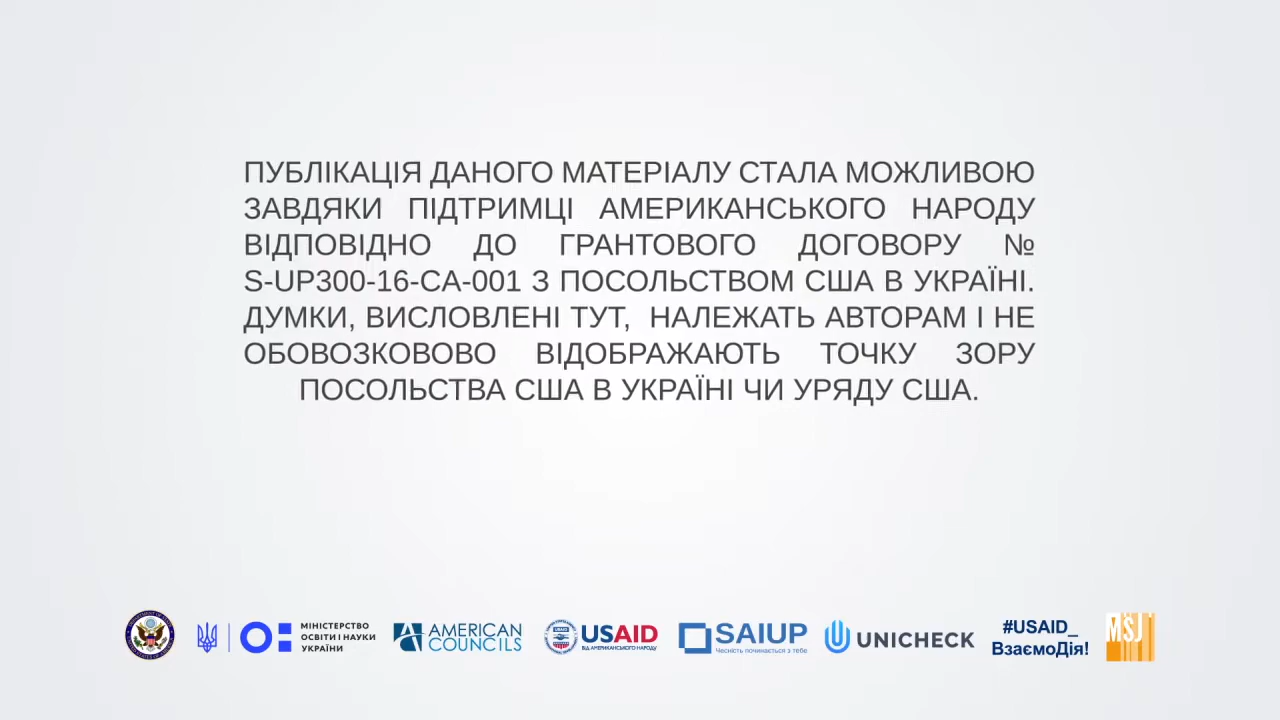 ПУБЛІКАЦІЯ ДАНОГО МАТЕРІАЛУ СТАЛА МОЖЛИВОЮ
ЗАВДЯКИ ПІДТРИМЦІ АМЕРИКАНСЬКОГО НАРОДУ
ВІДПОВІДНО ДО ГРАНТОВОГО ДОГОВОРУ №
S-UP300-16-CA-001 З ПОСОЛЬСТВОМ США В УКРАЇНІ.
ДУМКИ, ВИСЛОВЛЕНІ ТУТ, НАЛЕЖАТЬ АВТОРАМ І НЕ
ОБОВОЗКОВОВО ВІДОБРАЖАЮТЬ ТОЧКУ ЗОРУ
ПОСОЛЬСТВА США В УКРАЇНІ ЧИ УРЯДУ США.
МІНІСТЕРСТВО
ОСВІТИ І НАУКИ
УКРАЇНИ
AMERICAN
COUNCILS
USAID
ВІД АМЕРИКАНСЬКОГО НАРОДУ
SAIUP
Чесність починається з тебе
UNICHECK
#USAID_
ВзаємоДія!
MSJ